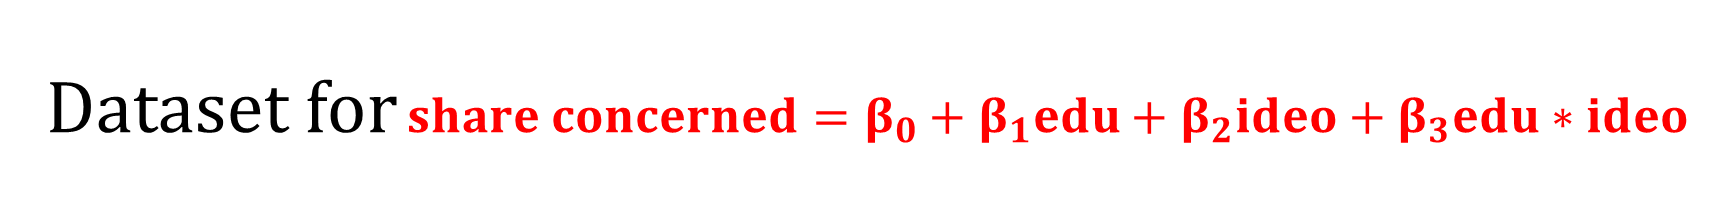 Dataset for share concerned = β₀ + β₁edu + β₂ideo + β₃edu ∗ ideo